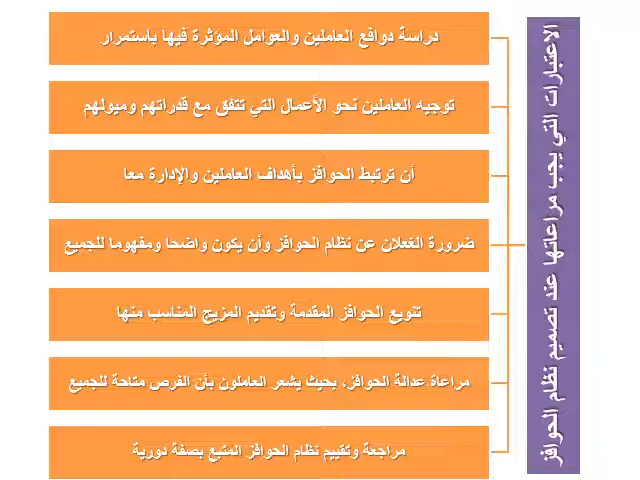 الاعتبارات التي يجب مراعاتها عند تصميم نظام الحوافز
دراسة دوافع العاملين والعوامل المؤثرة فيها باستمرار
توجيه العاملين نحو الأعمال التي تتفق مع قدراتهم وميولهم
أن ترتبط الحوافز بأهداف العاملين والإدارة معا
ضرورة الغعلان عن نظام الحوافز وأن يكون واضحا ومفهوما للجميع
تنويع الحوافز المقدمة وتقديم المزيج المناسب منها
مراعاة عدالة الحوافز، بحيث يشعر العاملون بأن الفرص متاحة للجميع
مراجعة وتقييم نظام الحوافز المتبع بصفة دورية